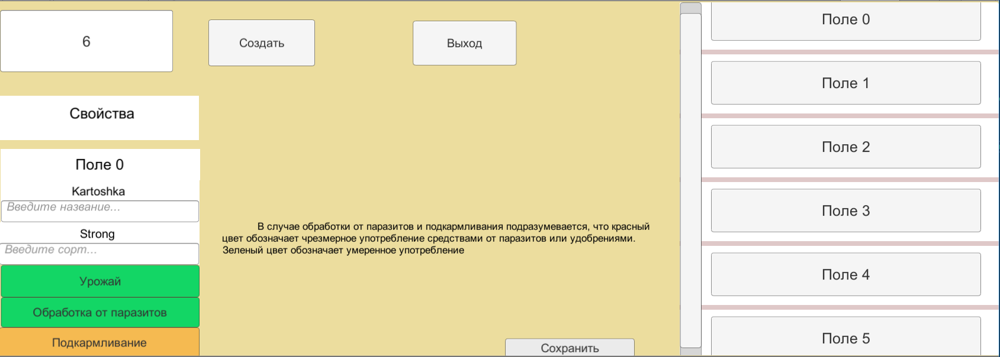 6
Создать
Выход
Свойства
Поле 0
Kartoshka
Введите название...
Strong
Введите сорт...
Урожай
Обработка от паразитов
Подкармливание
В случае обработки от паразитов и подкармливания подразумевается, что красный
цвет обозначает чрезмерное употребление средствами от паразитов или удобрениями.
Зеленый цвет обозначает умеренное употребление
Сохранить
Поле 0
Поле 1
Поле 2
Поле 3
Поле 4
Поле 5